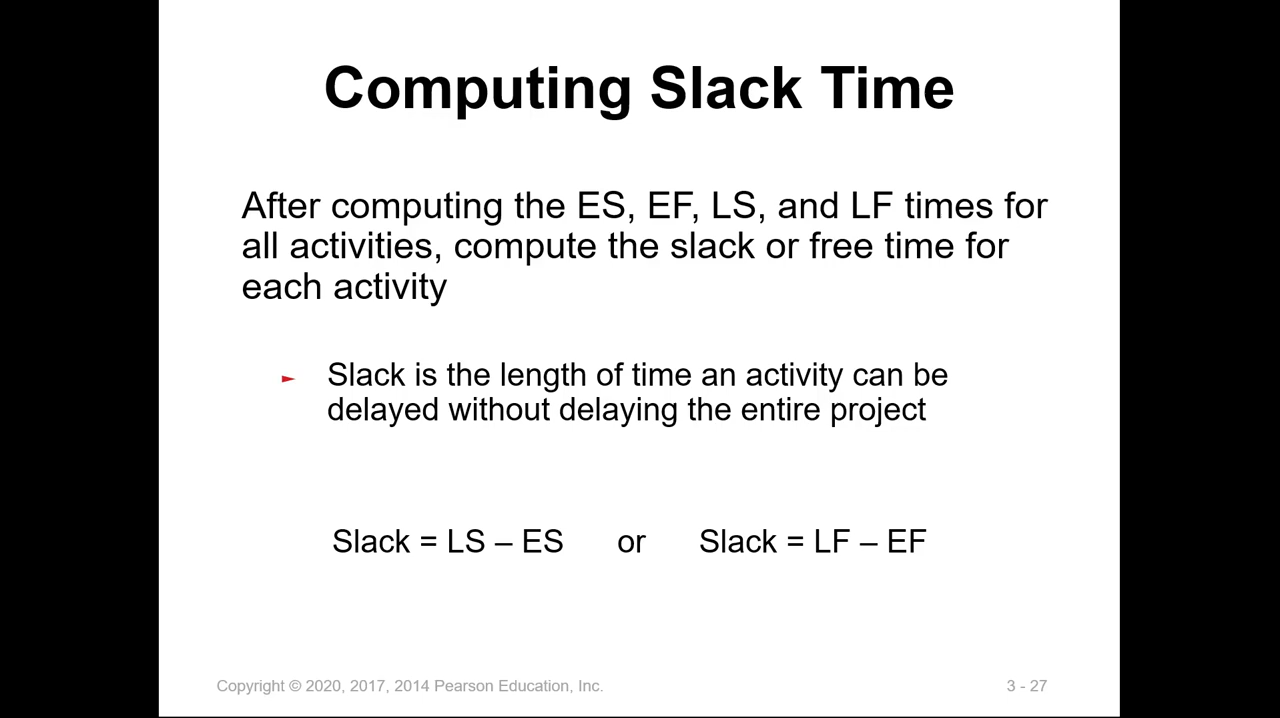 Computing Slack Time
After computing the ES, EF, LS, and LF times for
all activities, compute the slack or free time for
each activity
► Slack is the length of time an activity can be
delayed without delaying the entire project
Slack = LS – ES or Slack = LF – EF
Copyright © 2020, 2017, 2014 Pearson Education, Inc. 3 - 27